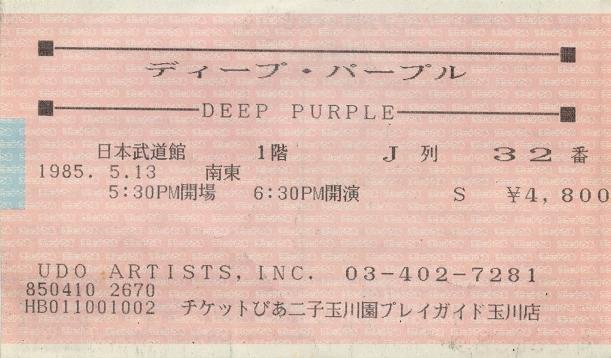 ディープ・パープル
DEEP PURPLE
日本武道館 1階 J 列 32 番
1985. 5.13 南東
5:30PM開場 6:30PM開演 S ¥4,800
UDO ARTISTS, INC. 03-402-7281
850410 2670
HB011001002 チケットぴあ二子玉川園プレイガイド玉川店